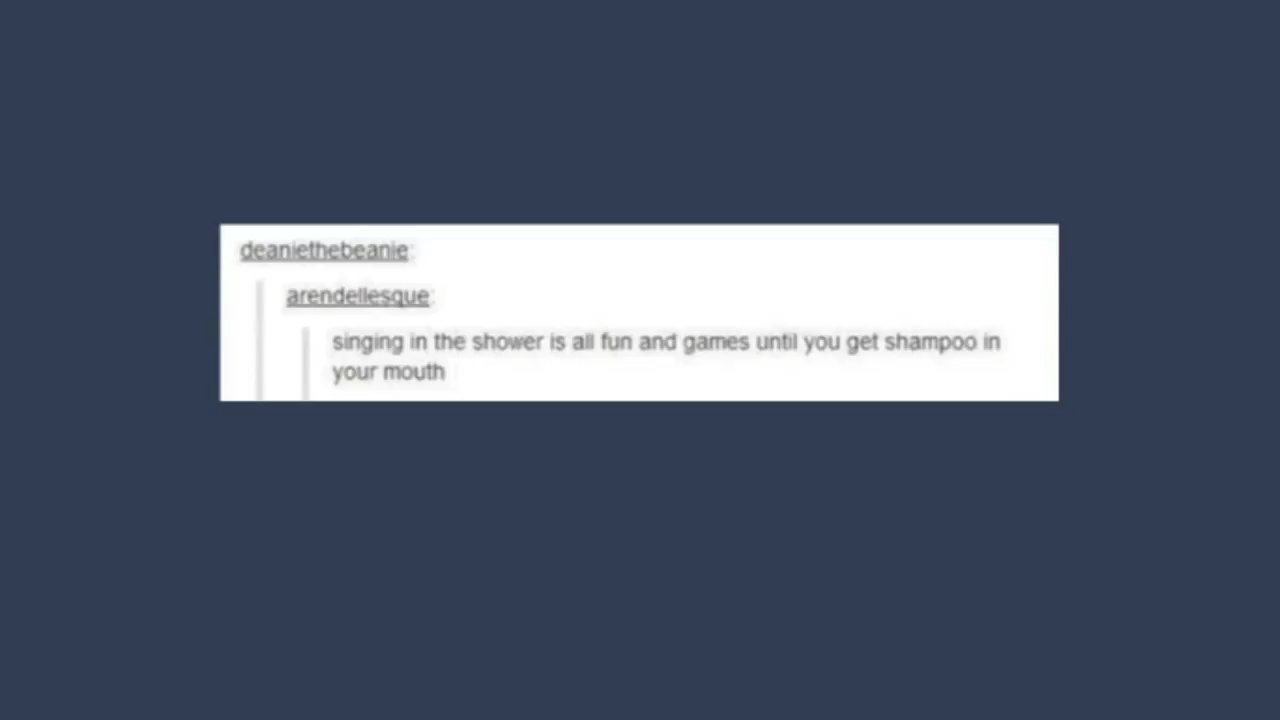 deaniethebeanie:
arendellesque:
singing in the shower is all fun and games until you get shampoo in
your mouth